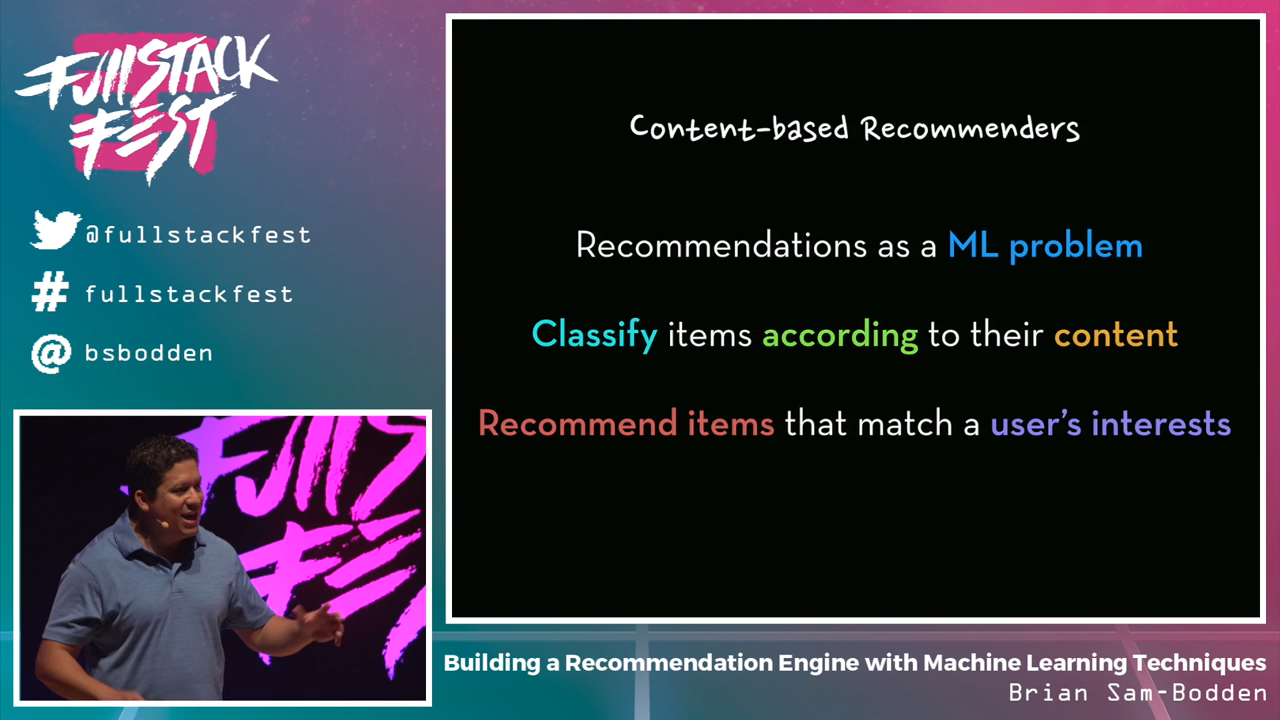 FullSTACK
FEST
@fullstackfest
# fullstackfest
@ bsbodden
Content-based Recommenders
Recommendations as a ML problem
Classify items according to their content
Recommend items that match a user's interests
Building a Recommendation Engine with Machine Learning Techniques
Brian Sam-Bodden